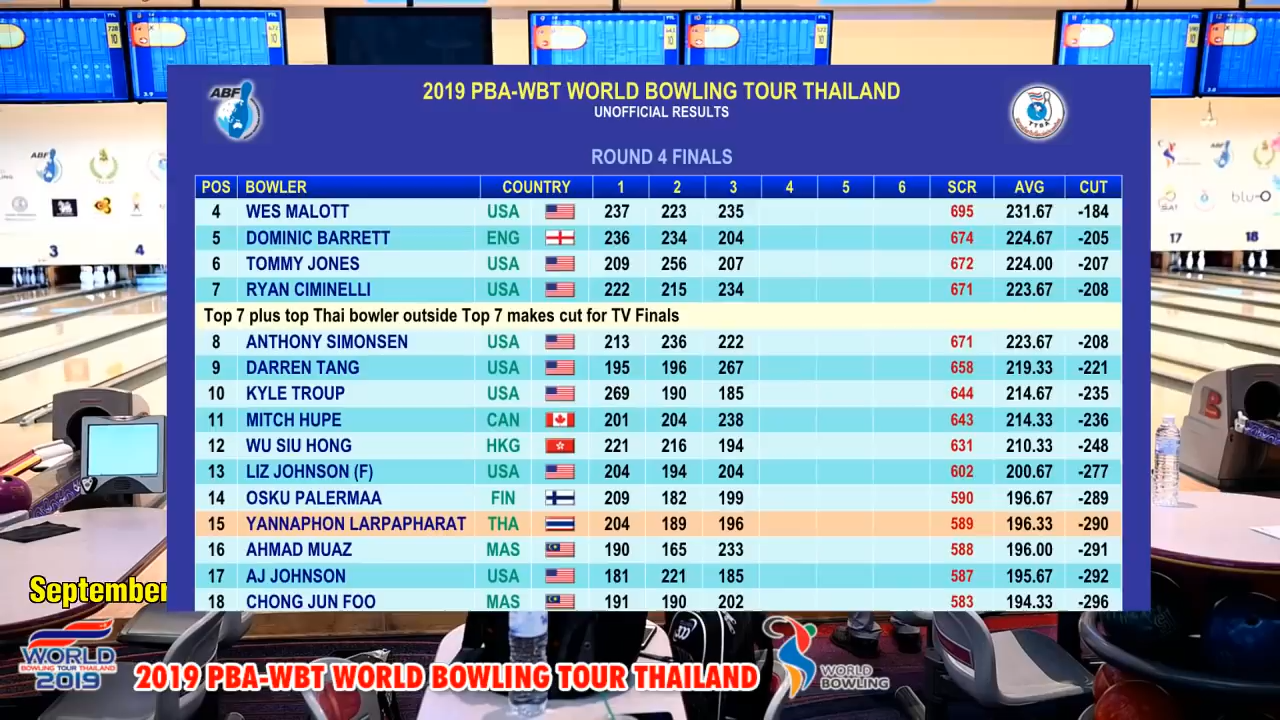 ABF
2019 PBA-WBT WORLD BOWLING TOUR THAILAND
UNOFFICIAL RESULTS
ROUND 4 FINALS
POS BOWLER COUNTRY 1 2 3 4 5 6 SCR AVG CUT
4 WES MALOTT USA 237 223 235 695 231.67 -184
5 DOMINIC BARRETT ENG 236 234 204 674 224.67 -205
6 TOMMY JONES USA 209 256 207 672 224.00 -207
7 RYAN CIMINELLI USA 222 215 234 671 223.67 -208
Top 7 plus top Thai bowler outside Top 7 makes cut for TV Finals
8 ANTHONY SIMONSEN USA 213 236 222 671 223.67 -208
9 DARREN TANG USA 195 196 267 658 219.33 -221
10 KYLE TROUP USA 269 190 185 644 214.67 -235
11 MITCH HUPE CAN 201 204 238 643 214.33 -236
12 WU SIU HONG HKG 221 216 194 631 210.33 -248
13 LIZ JOHNSON (F) USA 204 194 204 602 200.67 -277
14 OSKU PALERMAA FIN 209 182 199 590 196.67 -289
15 YANNAPHON LARPAPHARAT THA 204 189 196 589 196.33 -290
16 AHMAD MUAZ MAS 190 165 233 588 196.00 -291
17 AJ JOHNSON USA 181 221 185 587 195.67 -292
18 CHONG JUN FOO MAS 191 190 202 583 194.33 -296
ABF
3 4
blu-O
17 18
B
September
WORLD
BOWLING TOUR THAILAND
2019
2019 PBA-WBT WORLD BOWLING TOUR THAILAND
WORLD
BOWLING